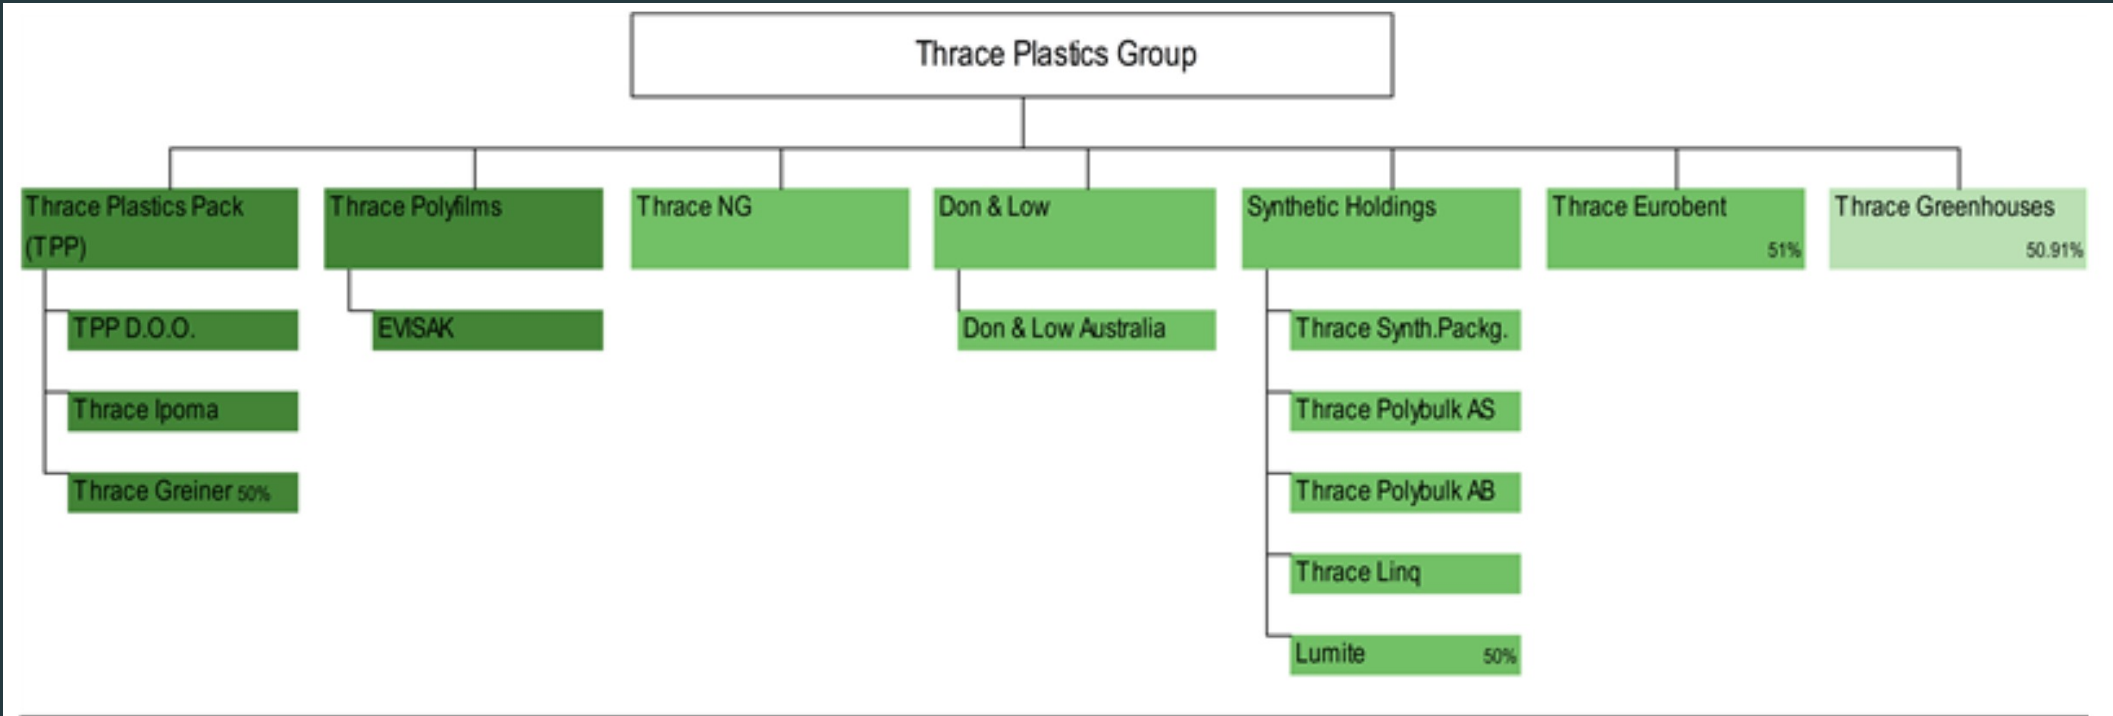 Thrace Plastics Group
Thrace Plastics Pack
(TPP)
TPP D.O.O.
Thrace Ipoma
Thrace Greiner 50%
Thrace Polyfilms
EVISAK
Thrace NG
Don & Low
Don & Low Australia
Synthetic Holdings
Thrace Synth.Packg.
Thrace Polybulk AS
Thrace Polybulk AB
Thrace Linq
Lumite 50%
Thrace Eurobent
51%
Thrace Greenhouses
50.91%